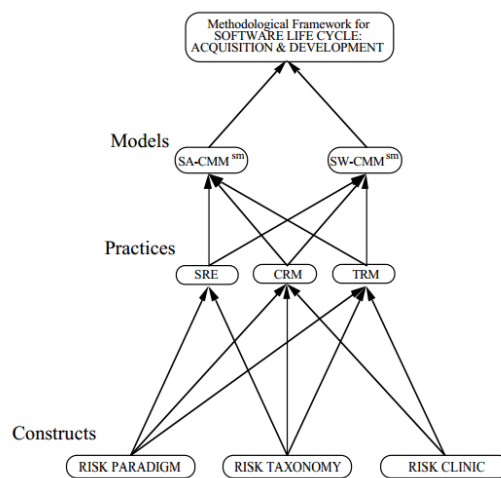 Methodological Framework for
SOFTWARE LIFE CYCLE:
ACQUISITION & DEVELOPMENT
Models
SA-CMM sm
SW-CMM sm
Practices
SRE
CRM
TRM
Constructs
RISK PARADIGM
RISK TAXONOMY
RISK CLINIC